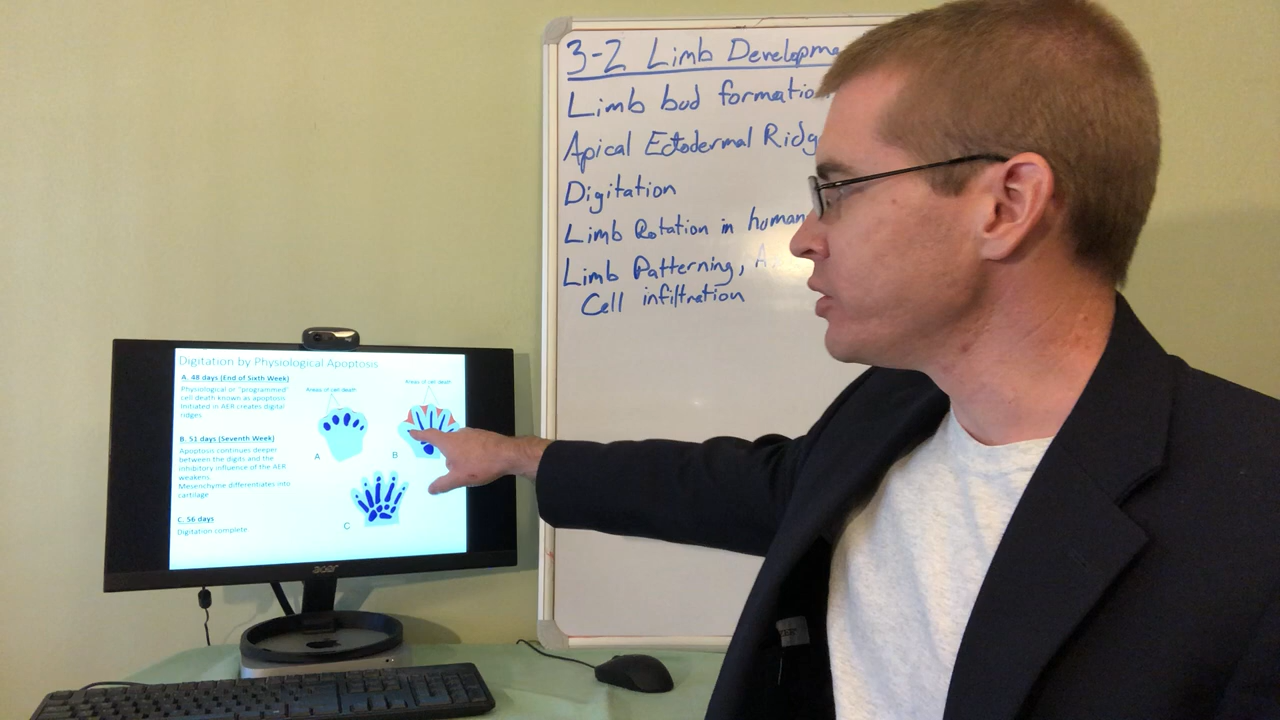 3-2 Limb Developme
Limb bud formatio
Apical Ectodermal Ridg
Digitation
Limb Rotation in human
Limb Patterning, A.
Cell infiltration
Digitation by Physiological Apoptosis
A. 48 days (End of Sixth Week)
Physiological or "programmed"
cell death known as apoptosis.
Initiated in AER creates digital
ridges
B. 51 days (Seventh Week)
Apoptosis continues deeper
between the digits and the
inhibitory influence of the AER
weakens
Mesenchyme differentiates into
cartilage
C. 56 days
Digitation complete
Areas of cell death
Areas of cell death
A
B
C
acer